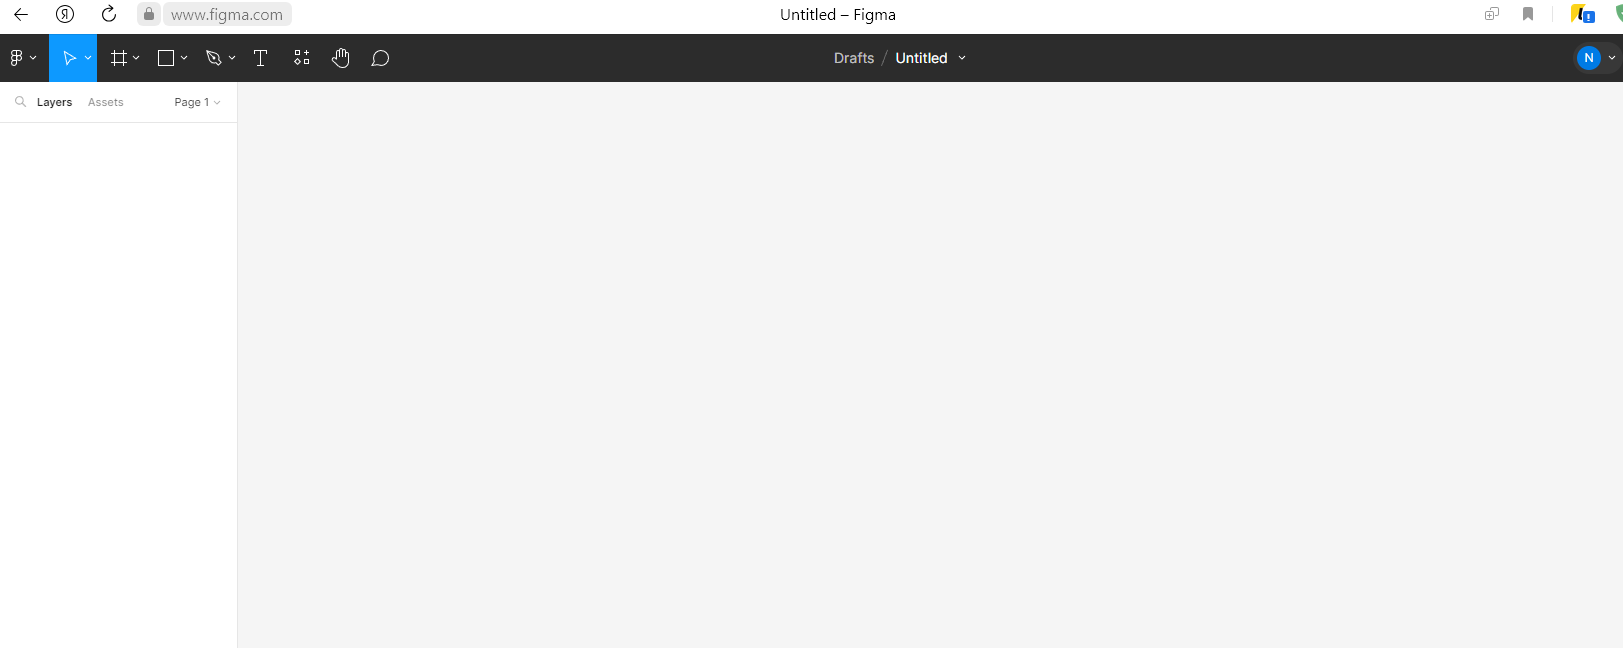 Я www.figma.com Untitled – Figma
T Drafts / Untitled N
Layers Assets Page 1